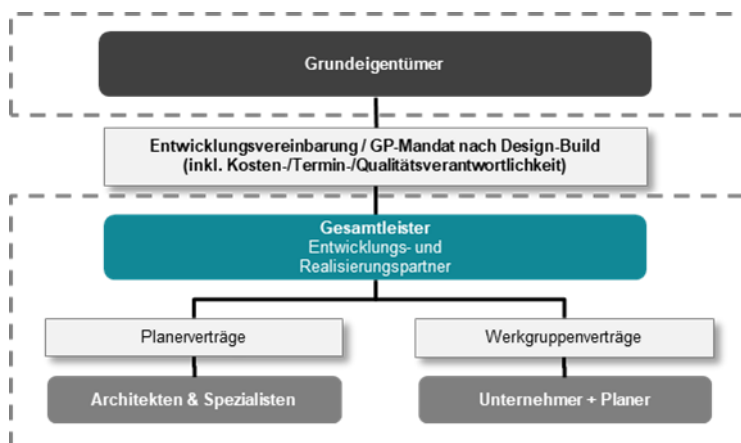 Grundeigentümer
Entwicklungsvereinbarung / GP-Mandat nach Design-Build
(inkl. Kosten-/Termin-/Qualitätsverantwortlichkeit)
Gesamtleister
Entwicklungs- und
Realisierungspartner
Planerverträge
Werkgruppenverträge
Architekten & Spezialisten
Unternehmer + Planer